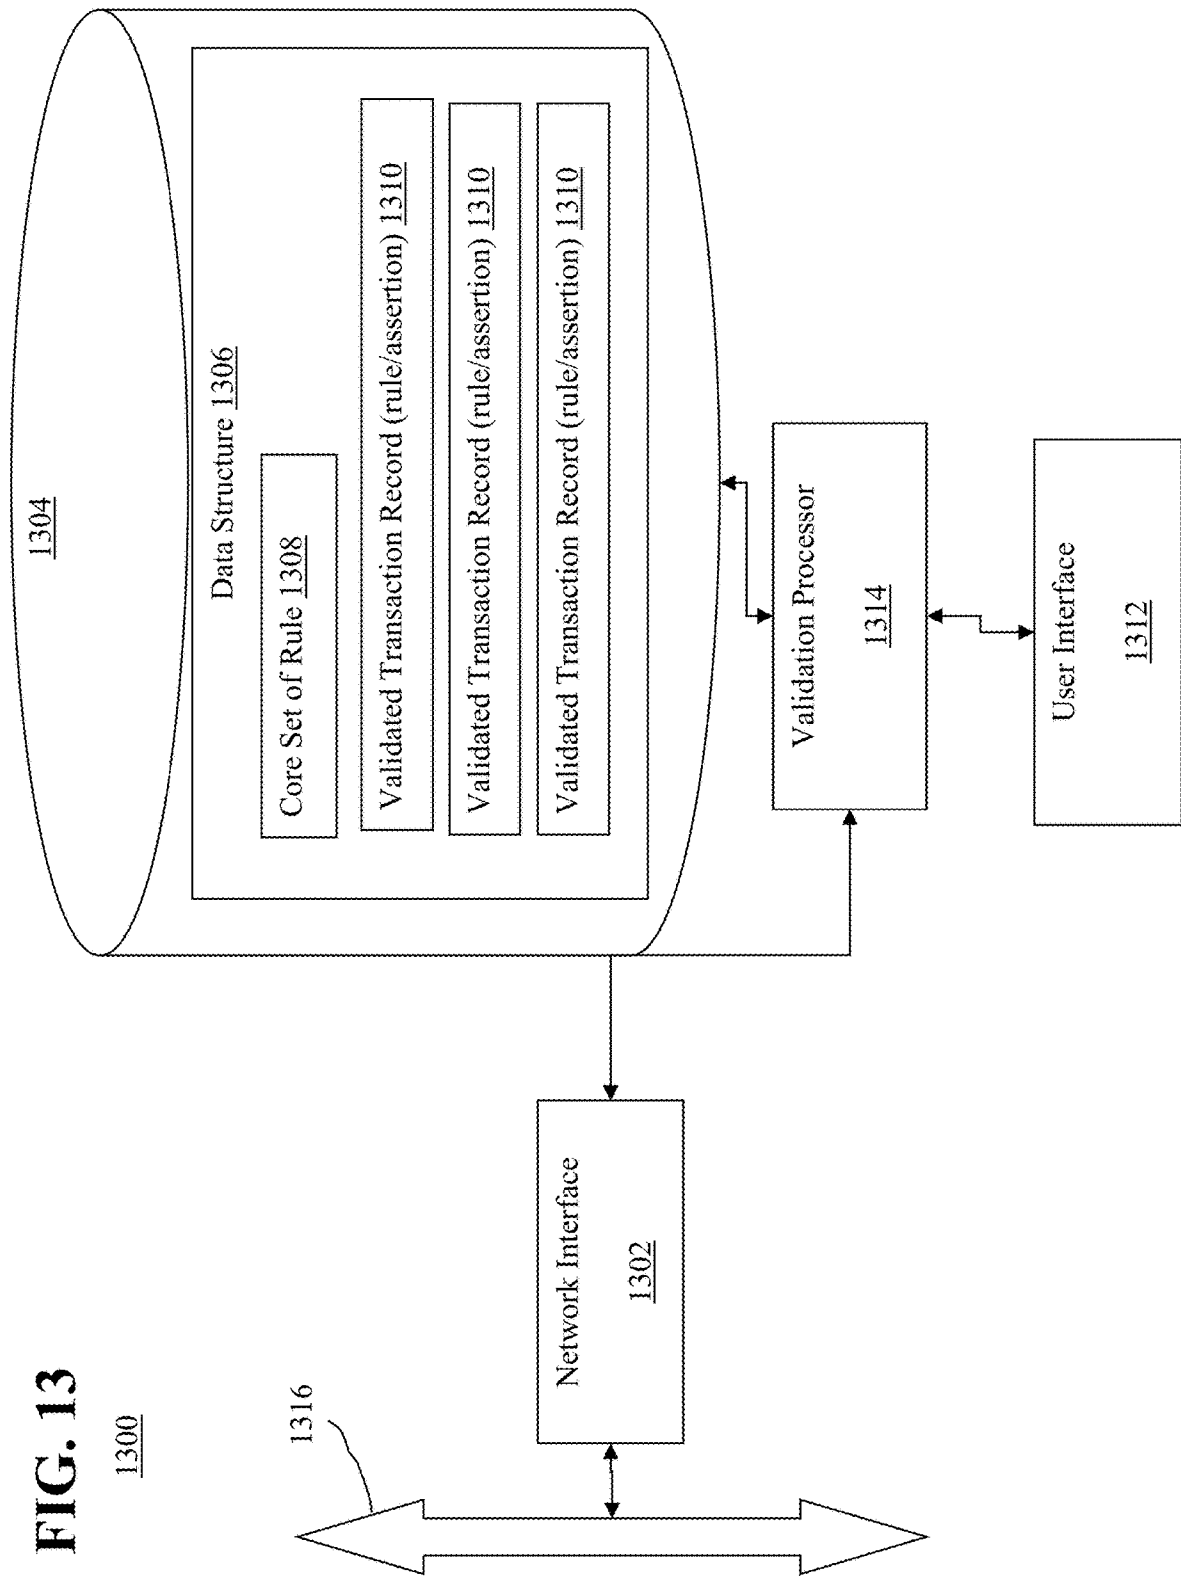 FIG. 13
1300
1316
1304
Data Structure 1306
Core Set of Rule 1308
Validated Transaction Record (rule/assertion) 1310
Validated Transaction Record (rule/assertion) 1310
Validated Transaction Record (rule/assertion) 1310
Network Interface
1302
Validation Processor
1314
User Interface
1312